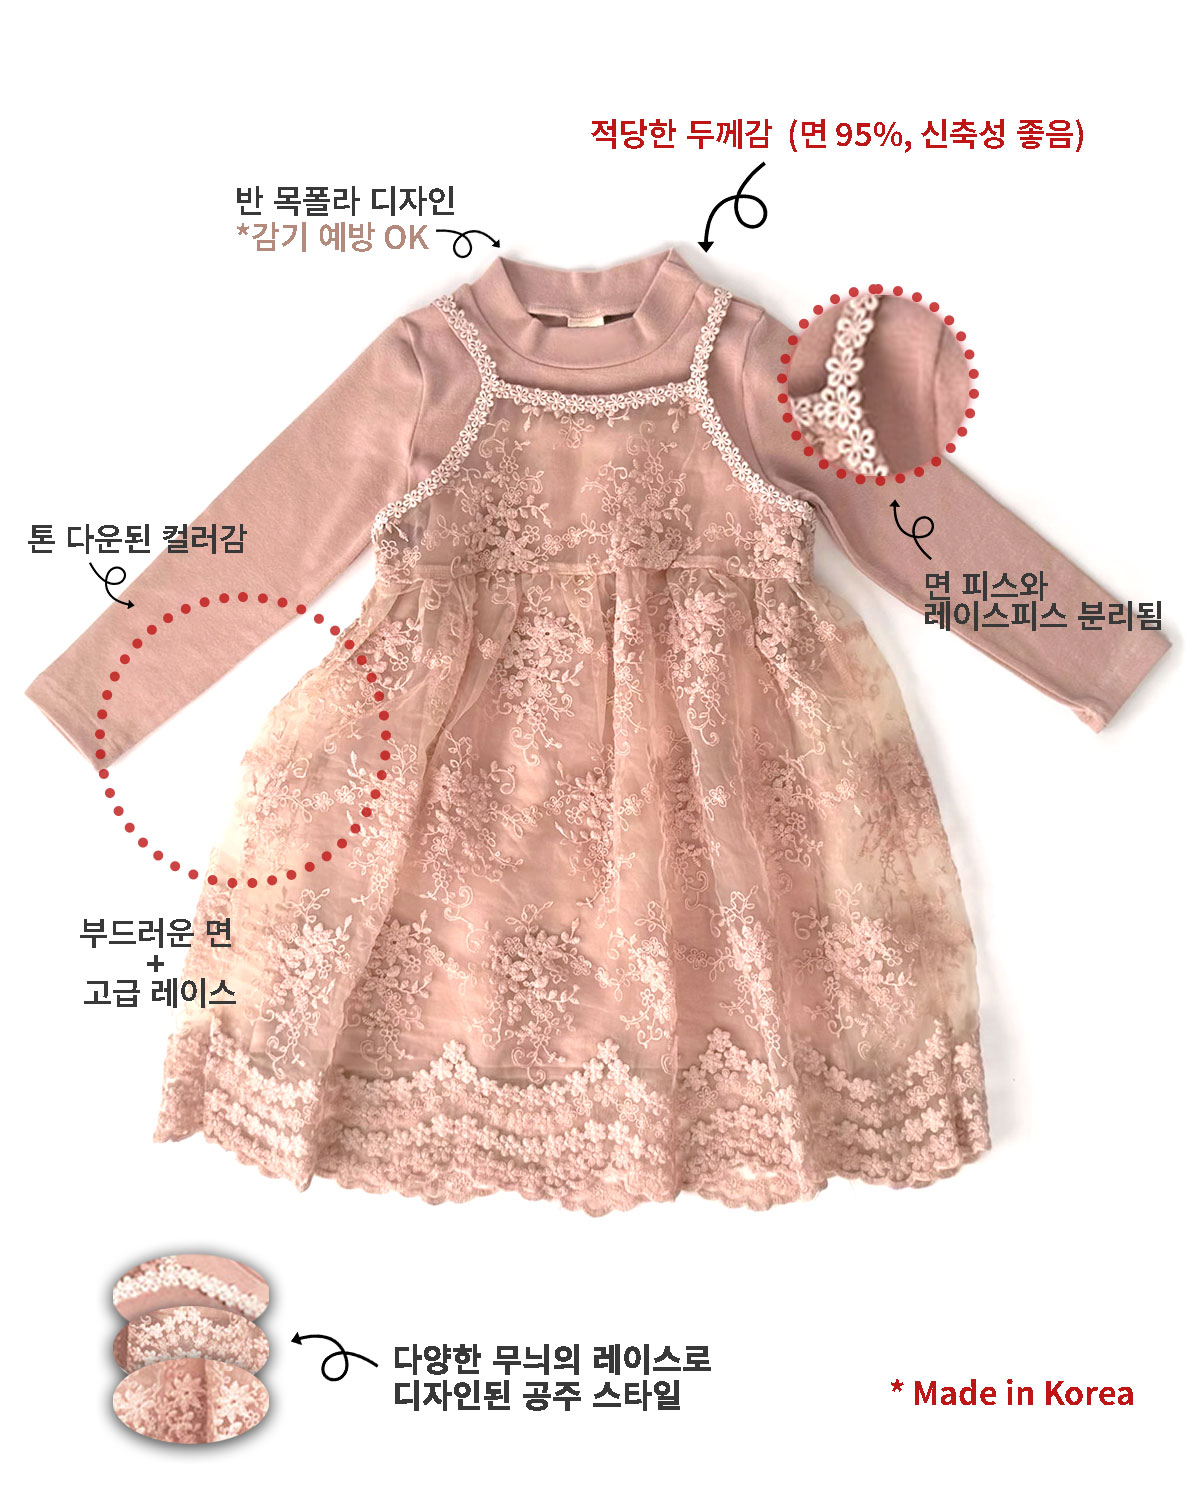 적당한 두께감 (면 95%, 신축성 좋음)
반 목폴라 디자인
*감기 예방 OK
톤 다운된 컬러감
면 피스와
레이스피스 분리됨
부드러운 면
+
고급 레이스
다양한 무늬의 레이스로
디자인된 공주 스타일
* Made in Korea